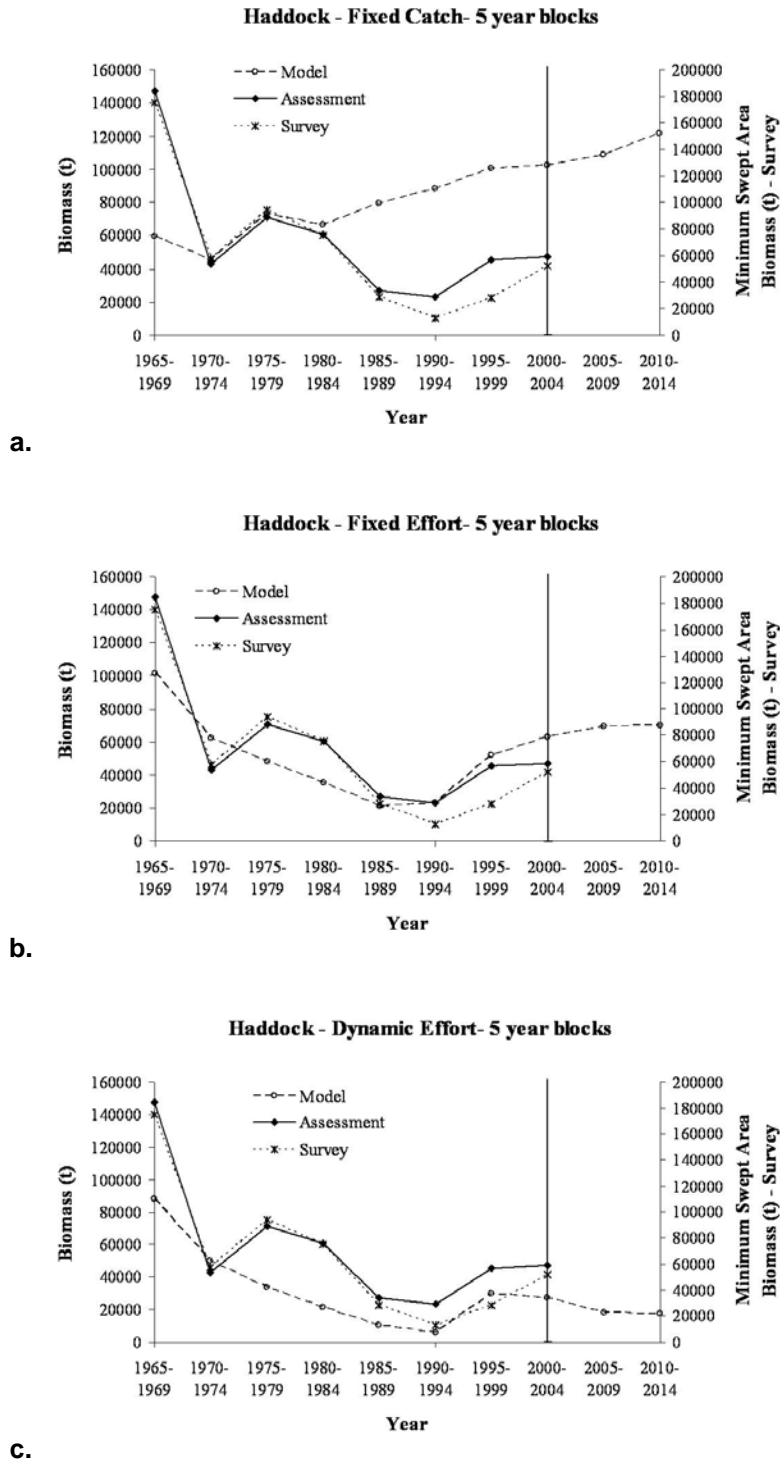 Haddock - Fixed Catch- 5 year blocks
160000
140000
120000
100000
80000
60000
40000
20000
0
Biomass (t)
Model
Assessment
Survey
200000
180000
160000
140000
120000
100000
80000
60000
40000
20000
0
Minimum Swept Area
Biomass (t) - Survey
1965- 1970- 1975- 1980- 1985- 1990- 1995- 2000- 2005- 2010-
1969 1974 1979 1984 1989 1994 1999 2004 2009 2014
Year
a.
Haddock - Fixed Effort- 5 year blocks
160000
140000
120000
100000
80000
60000
40000
20000
0
Biomass (t)
Model
Assessment
Survey
200000
180000
160000
140000
120000
100000
80000
60000
40000
20000
0
Minimum Swept Area
Biomass (t) - Survey
1965- 1970- 1975- 1980- 1985- 1990- 1995- 2000- 2005- 2010-
1969 1974 1979 1984 1989 1994 1999 2004 2009 2014
Year
b.
Haddock - Dynamic Effort- 5 year blocks
160000
140000
120000
100000
80000
60000
40000
20000
0
Biomass (t)
Model
Assessment
Survey
200000
180000
160000
140000
120000
100000
80000
60000
40000
20000
0
Minimum Swept Area
Biomass (t) - Survey
1965- 1970- 1975- 1980- 1985- 1990- 1995- 2000- 2005- 2010-
1969 1974 1979 1984 1989 1994 1999 2004 2009 2014
Year
c.